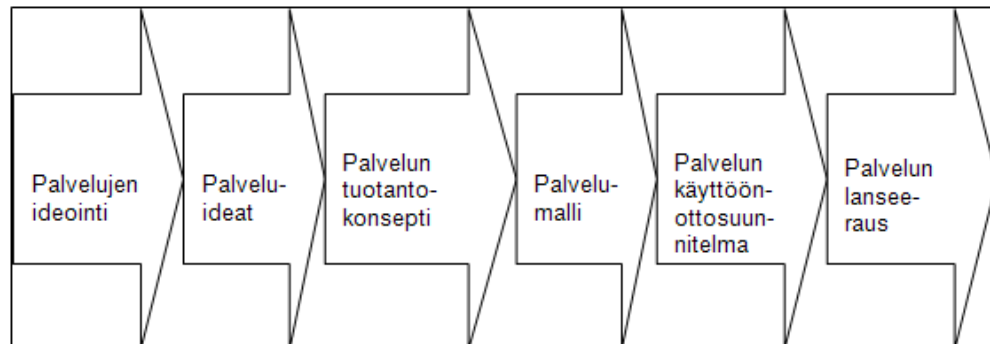 Palvelujen
ideointi
Palvelu-
ideat
Palvelun
tuotanto-
konsepti
Palvelu-
malli
Palvelun
käyttöön-
ottosuun-
nitelma
Palvelun
lansee-
raus